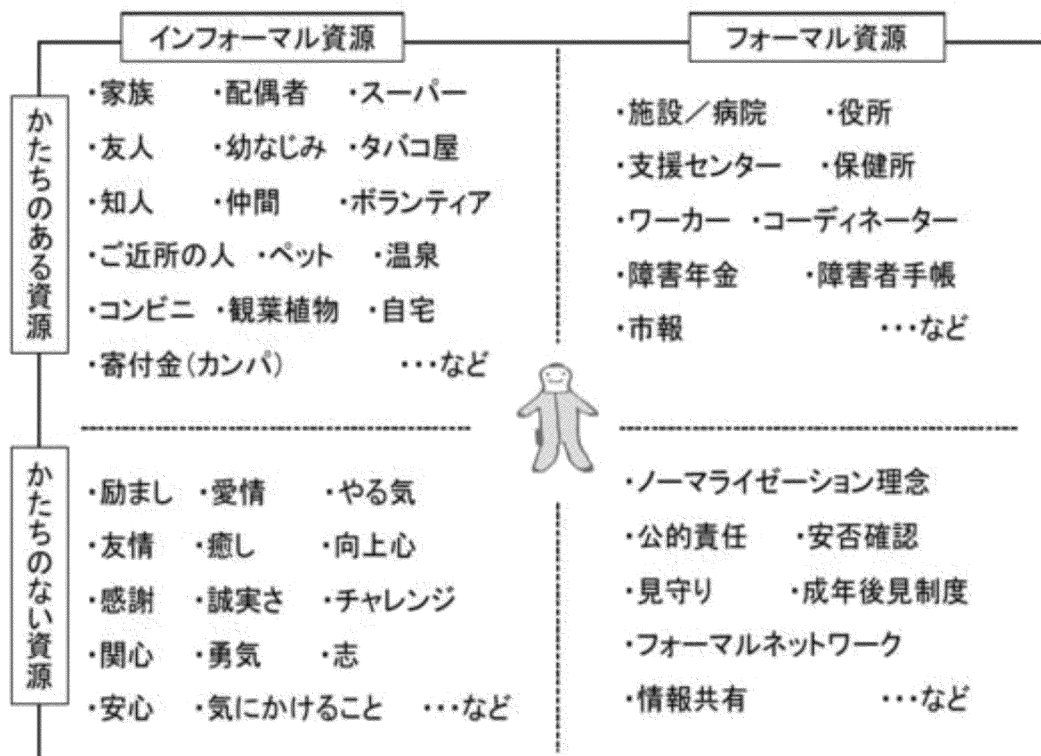 インフォーマル資源
フォーマル資源
かたちのある資源
・家族 ・配偶者 ・スーパー
・友人 ・幼なじみ ・タバコ屋
・知人 ・仲間 ・ボランティア
・ご近所の人 ・ペット ・温泉
・コンビニ ・観葉植物 ・自宅
・寄付金(カンパ) ・・・など
・施設／病院 ・役所
・支援センター ・保健所
・ワーカー ・コーディネーター
・障害年金 ・障害者手帳
・市報 ・・・など
かたちのない資源
・励まし ・愛情 ・やる気
・友情 ・癒し ・向上心
・感謝 ・誠実さ ・チャレンジ
・関心 ・勇気 ・志
・安心 ・気にかけること ・・・など
・ノーマライゼーション理念
・公的責任 ・安否確認
・見守り ・成年後見制度
・フォーマルネットワーク
・情報共有 ・・・など